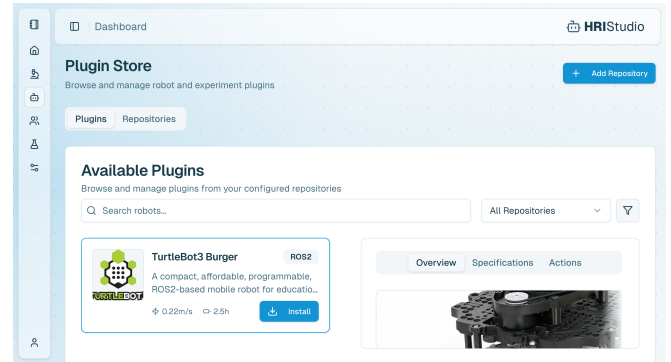 Dashboard
HRIStudio
Plugin Store
Browse and manage robot and experiment plugins
Add Repository
Plugins
Repositories
Available Plugins
Browse and manage plugins from your configured repositories
Search robots...
All Repositories
TurtleBot3 Burger
ROS2
A compact, affordable, programmable,
ROS2-based mobile robot for educatio...
0.22m/s
2.5h
Install
TURTLEBOT
Overview
Specifications
Actions